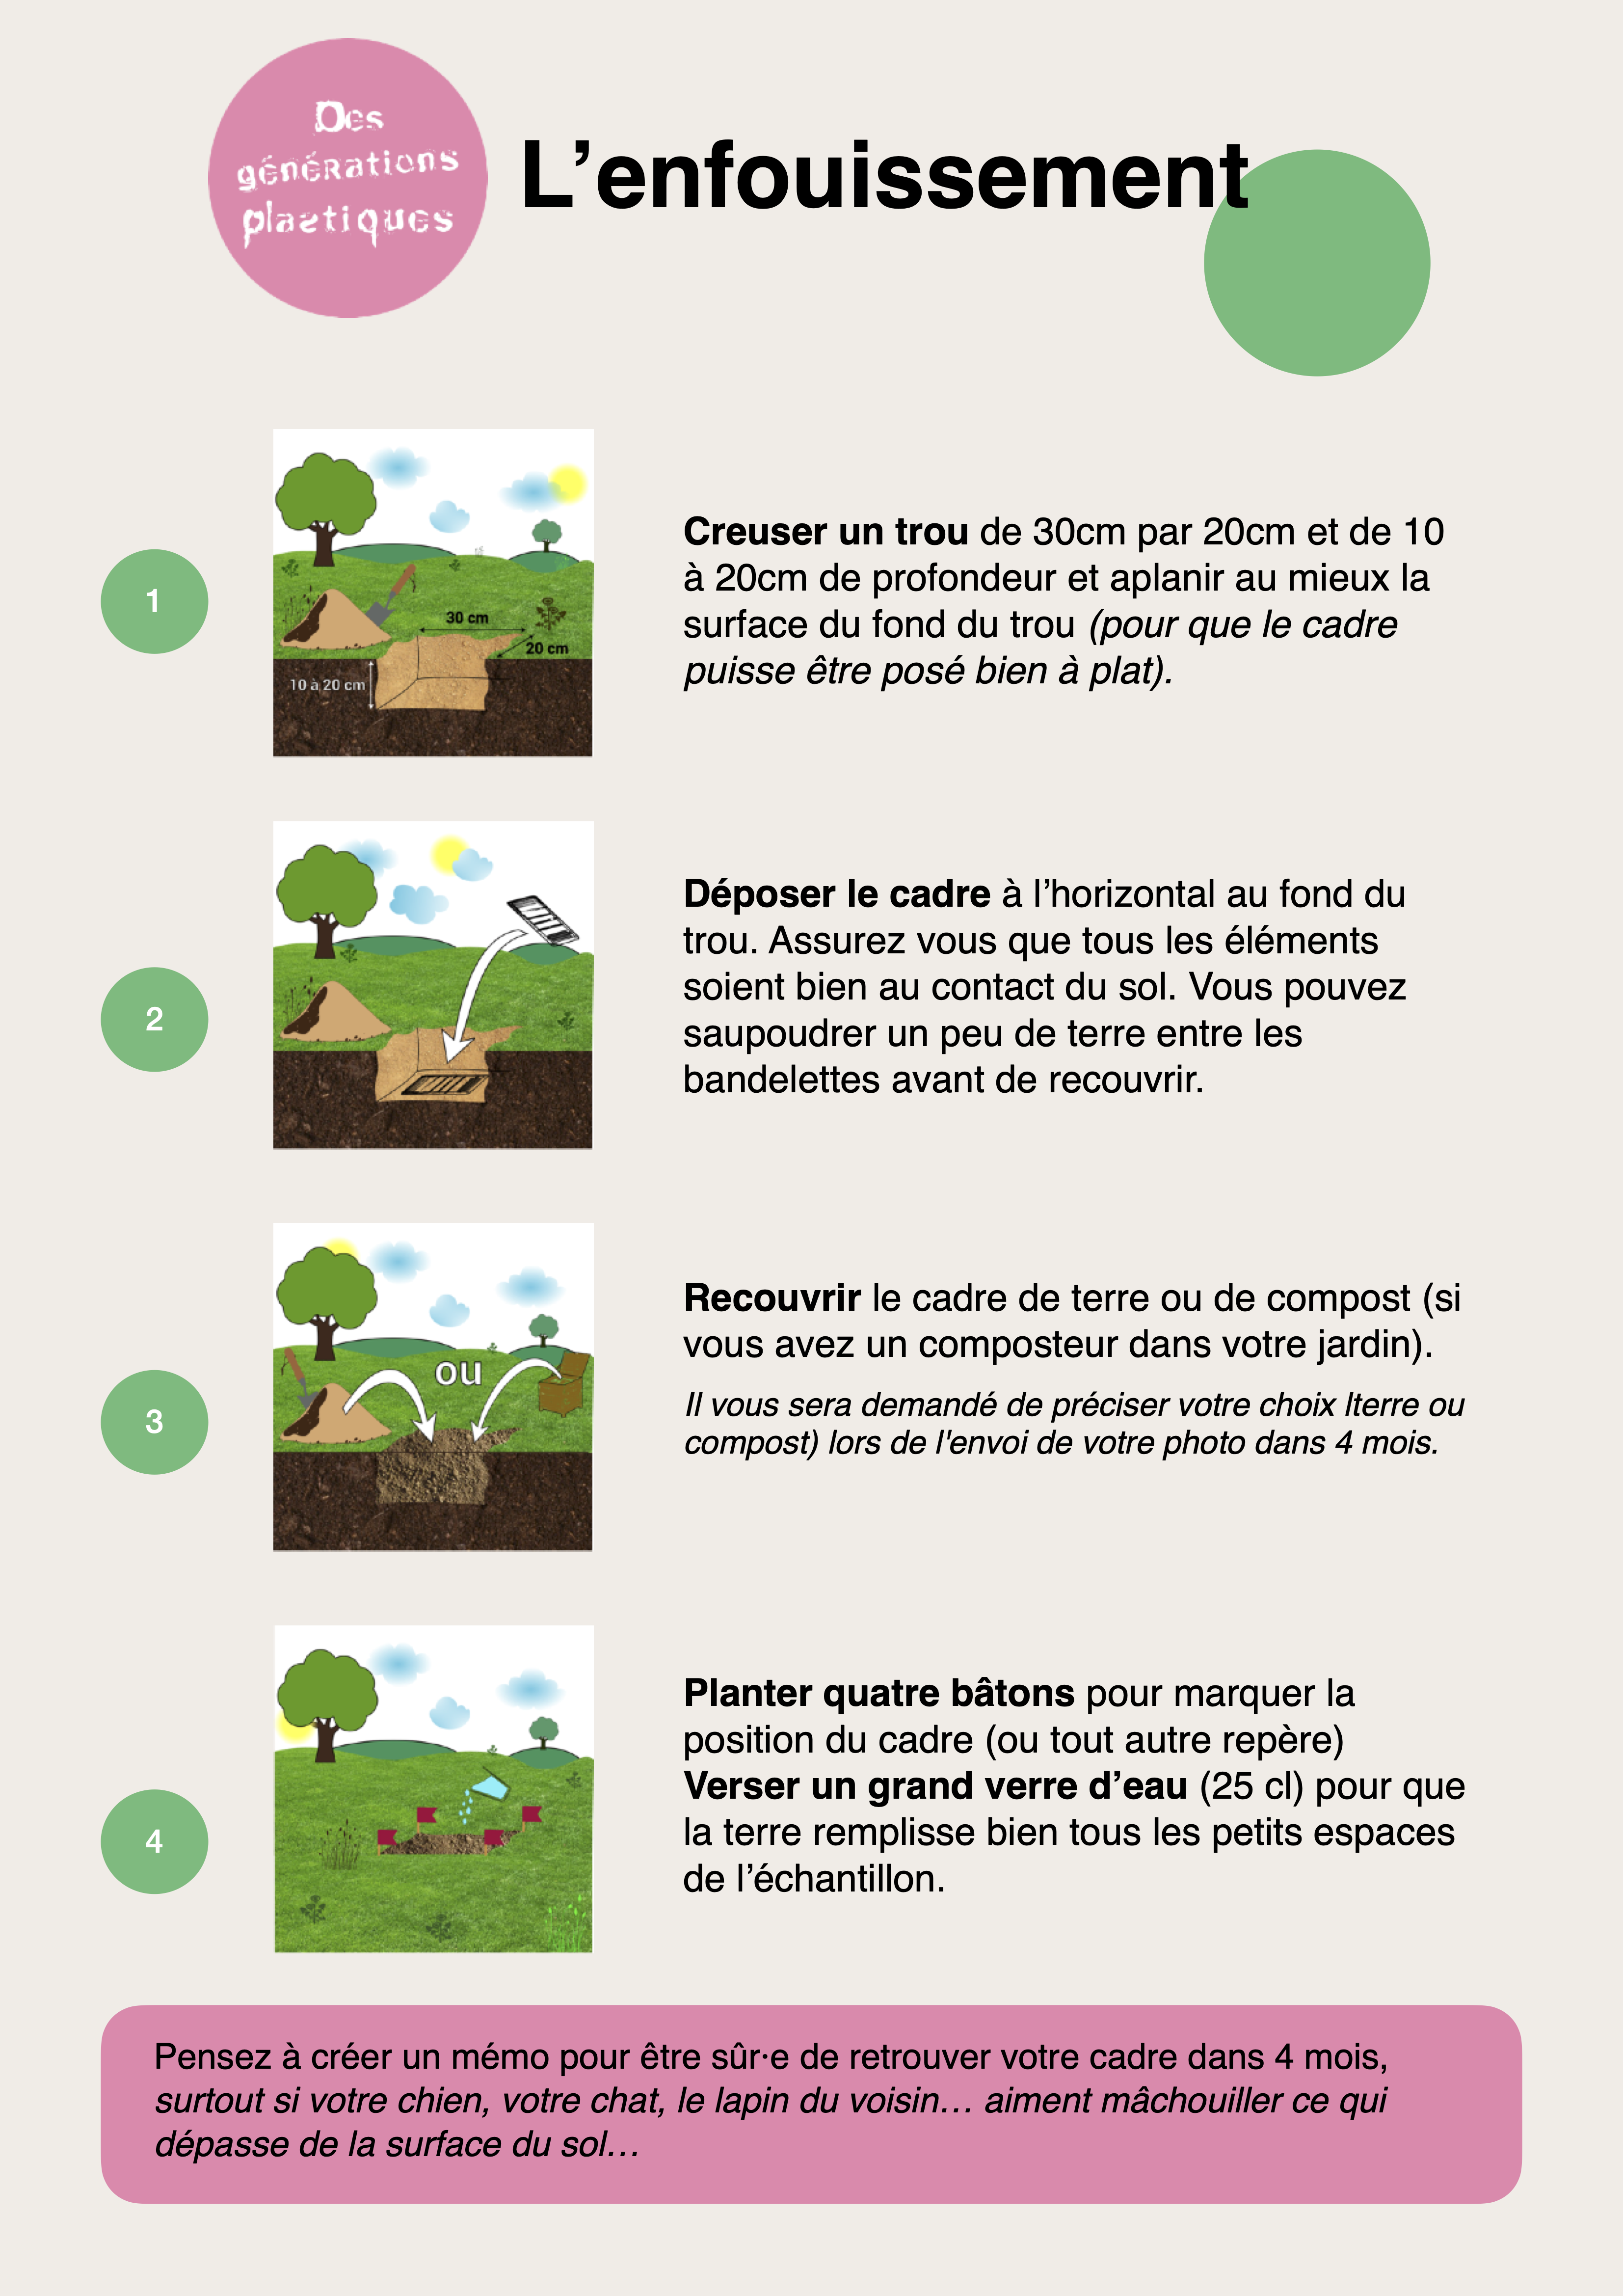 Des
générations
plastiques
L’enfouissement
1
30 cm
20 cm
10 à 20 cm
Creuser un trou de 30cm par 20cm et de 10
à 20cm de profondeur et aplanir au mieux la
surface du fond du trou (pour que le cadre
puisse être posé bien à plat).
2
Déposer le cadre à l’horizontal au fond du
trou. Assurez vous que tous les éléments
soient bien au contact du sol. Vous pouvez
saupoudrer un peu de terre entre les
bandelettes avant de recouvrir.
3
ou
Recouvrir le cadre de terre ou de compost (si
vous avez un composteur dans votre jardin).
Il vous sera demandé de préciser votre choix lterre ou
compost) lors de l'envoi de votre photo dans 4 mois.
4
Planter quatre bâtons pour marquer la
position du cadre (ou tout autre repère)
Verser un grand verre d’eau (25 cl) pour que
la terre remplisse bien tous les petits espaces
de l’échantillon.
Pensez à créer un mémo pour être sûr·e de retrouver votre cadre dans 4 mois,
surtout si votre chien, votre chat, le lapin du voisin… aiment mâchouiller ce qui
dépasse de la surface du sol…